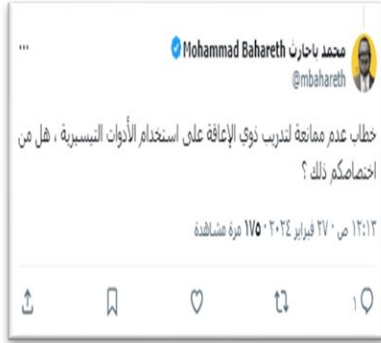 محمد باحارث Mohammad Bahareth
@mbahareth
خطاب عدم ممانعة لتدريب ذوي الإعاقة على استخدام الأدوات التيسيرية ، هل من
اختصاصكم ذلك ؟
١٢:١٣ ص · ٢٧ فبراير ٢٠٢٤ · ١٧٥ مرة مشاهدة
١